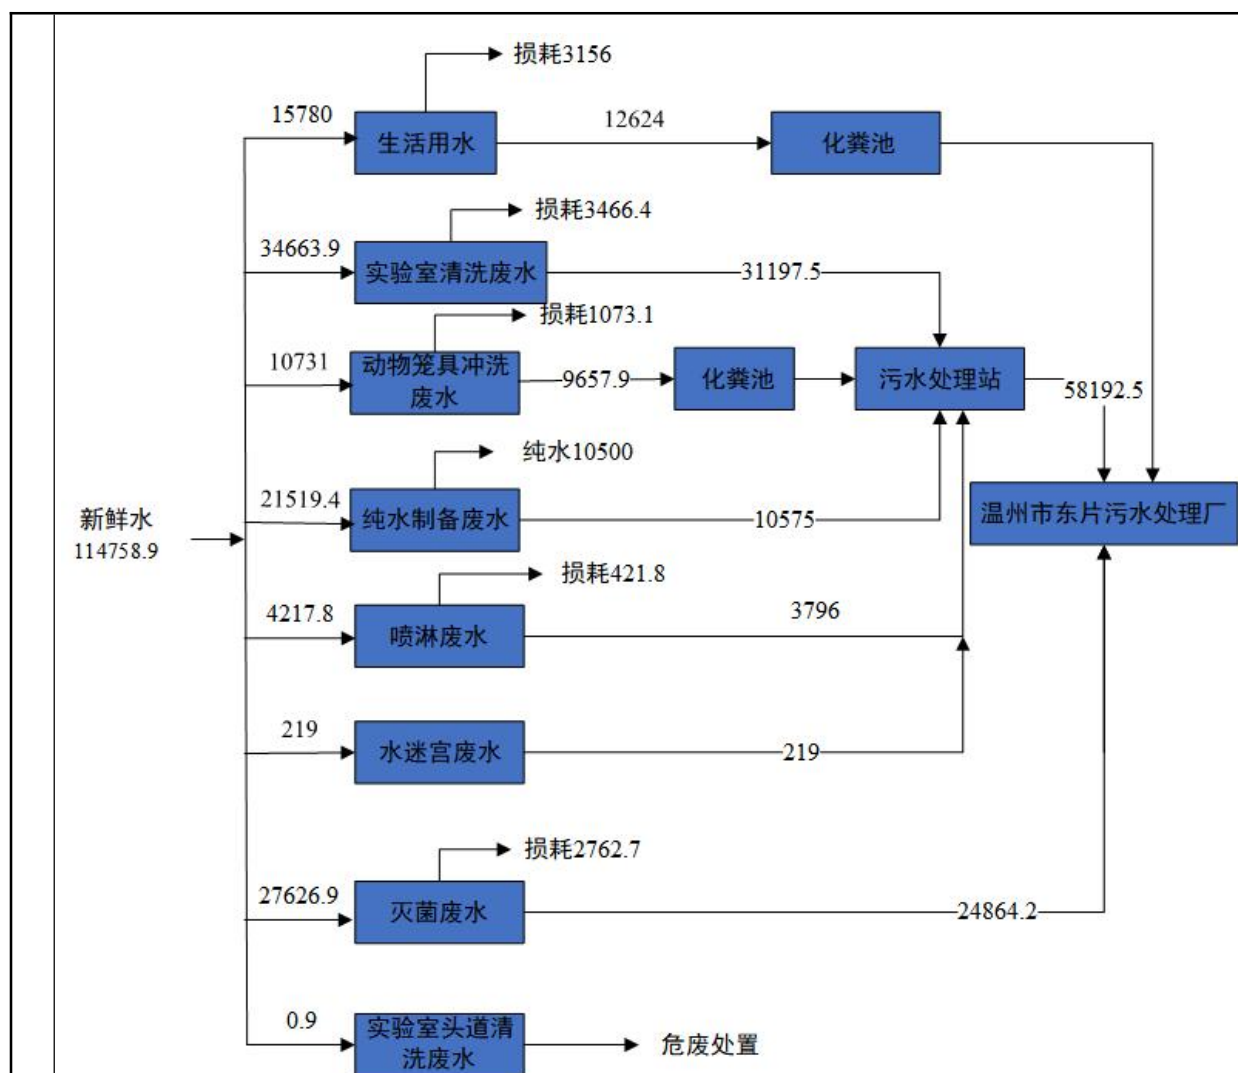 损耗3156
15780
生活用水
12624
化粪池
损耗3466.4
34663.9
实验室清洗废水
31197.5
损耗1073.1
10731
动物笼具冲洗
废水
9657.9
化粪池
污水处理站
58192.5
纯水10500
21519.4
纯水制备废水
10575
温州市东片污水处理厂
新鲜水
114758.9
损耗421.8
4217.8
喷淋废水
3796
219
水迷宫废水
219
损耗2762.7
27626.9
灭菌废水
24864.2
0.9
实验室头道清
洗废水
危废处置